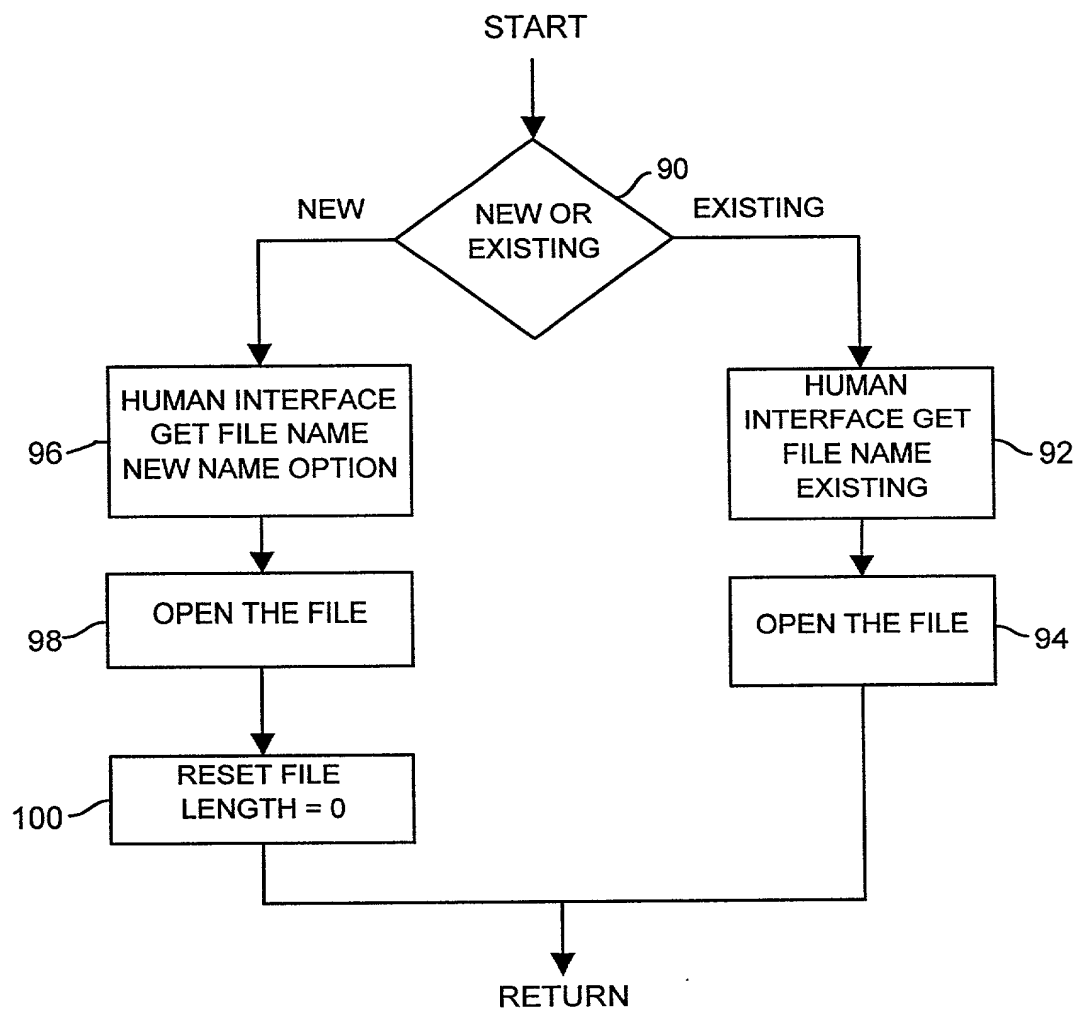 START
90
NEW
NEW OR
EXISTING
EXISTING
HUMAN INTERFACE
GET FILE NAME
NEW NAME OPTION
96
HUMAN
INTERFACE GET
FILE NAME
EXISTING
92
OPEN THE FILE
98
OPEN THE FILE
94
RESET FILE
LENGTH = 0
100
RETURN